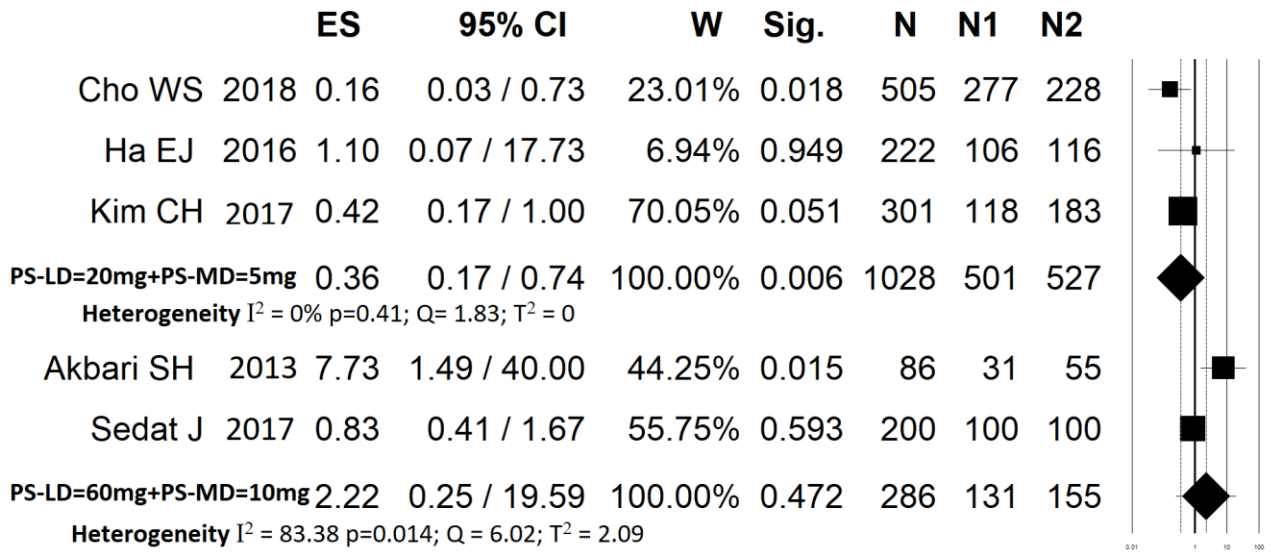 ES 95% CI W Sig. N N1 N2
Cho WS 2018 0.16 0.03 / 0.73 23.01% 0.018 505 277 228
Ha EJ 2016 1.10 0.07 / 17.73 6.94% 0.949 222 106 116
Kim CH 2017 0.42 0.17 / 1.00 70.05% 0.051 301 118 183
PS-LD=20mg+PS-MD=5mg 0.36 0.17 / 0.74 100.00% 0.006 1028 501 527
Heterogeneity I² = 0% p=0.41; Q= 1.83; T² = 0
Akbari SH 2013 7.73 1.49 / 40.00 44.25% 0.015 86 31 55
Sedat J 2017 0.83 0.41 / 1.67 55.75% 0.593 200 100 100
PS-LD=60mg+PS-MD=10mg 2.22 0.25 / 19.59 100.00% 0.472 286 131 155
Heterogeneity I² = 83.38 p=0.014; Q = 6.02; T² = 2.09
0.01 1 10 100